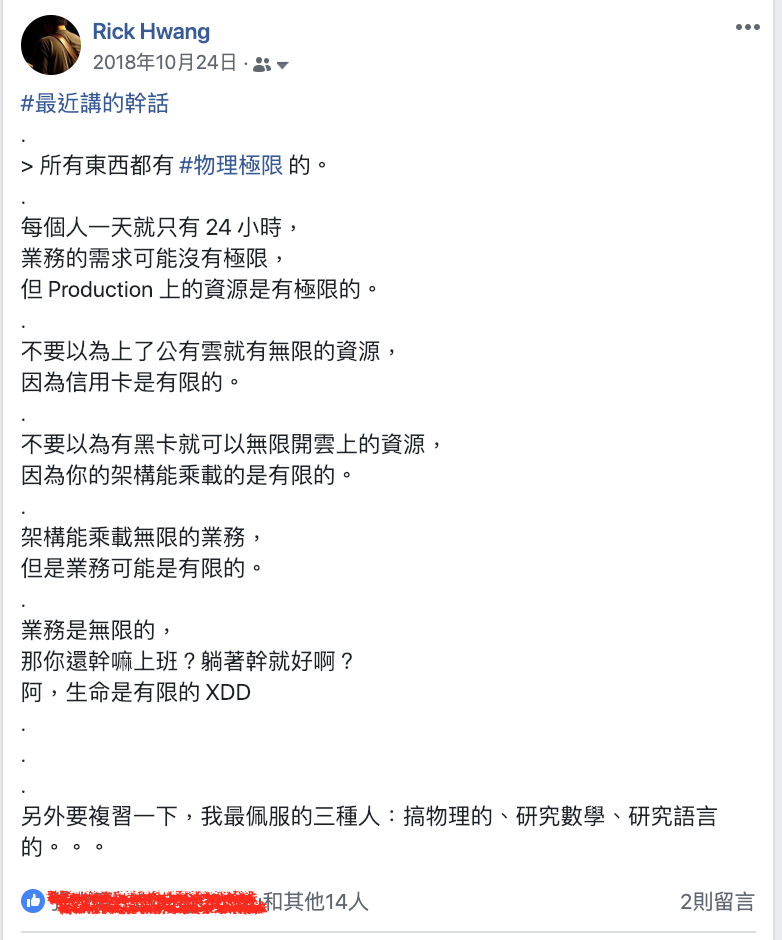 Rick Hwang
2018年10月24日 ·
#最近講的幹話
.
> 所有東西都有 #物理極限 的。
.
每個人一天就只有 24 小時，
業務的需求可能沒有極限，
但 Production 上的資源是有極限的。
.
不要以為上了公有雲就有無限的資源，
因為信用卡是有限的。
.
不要以為有黑卡就可以無限開雲上的資源，
因為你的架構能乘載的是有限的。
.
架構能乘載無限的業務，
但是業務可能是有限的。
.
業務是無限的，
那你還幹嘛上班？躺著幹就好啊？
阿，生命是有限的 XDD
.
.
.
另外要複習一下，我最佩服的三種人：搞物理的、研究數學、研究語言
的。。。
和其他14人
2則留言